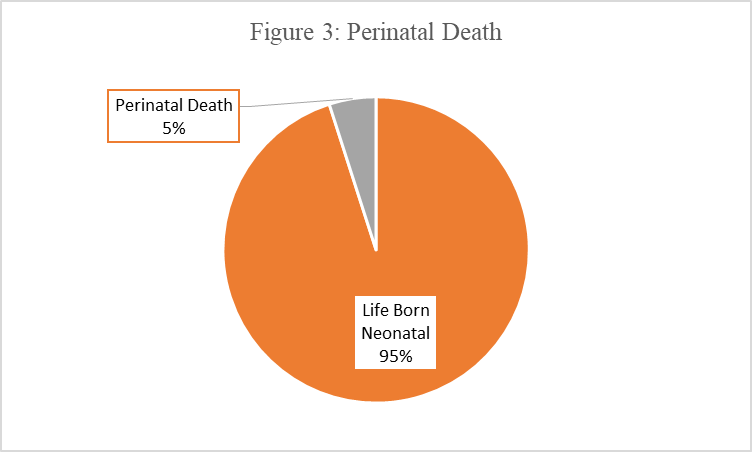 Figure 3: Perinatal Death
Perinatal Death
5%
Life Born
Neonatal
95%